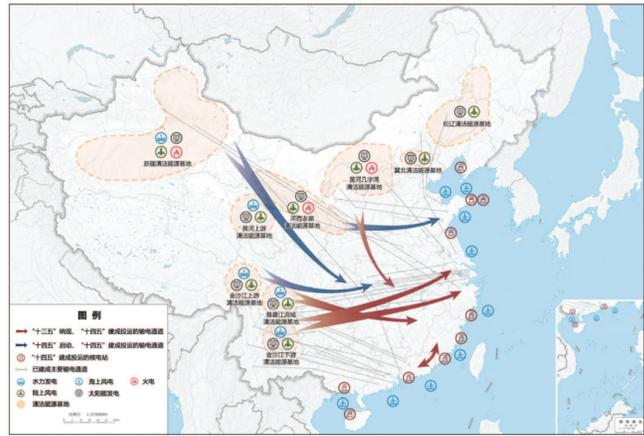 松辽清洁能源基地
新疆清洁能源基地
黄河几字湾
清洁能源基地
冀北清洁能源基地
河西走廊
清洁能源基地
黄河上游
清洁能源基地
金沙江上游
清洁能源基地
雅砻江流域
清洁能源基地
金沙江下游
清洁能源基地
图 例
“十三五”纳规、“十四五”建成投运的输电通道
“十四五”启动、“十四五”建成投运的输电通道
“十四五”建成投运的核电站
已建成主要输电通道
水力发电 海上风电 火电
陆上风电 太阳能发电
清洁能源基地